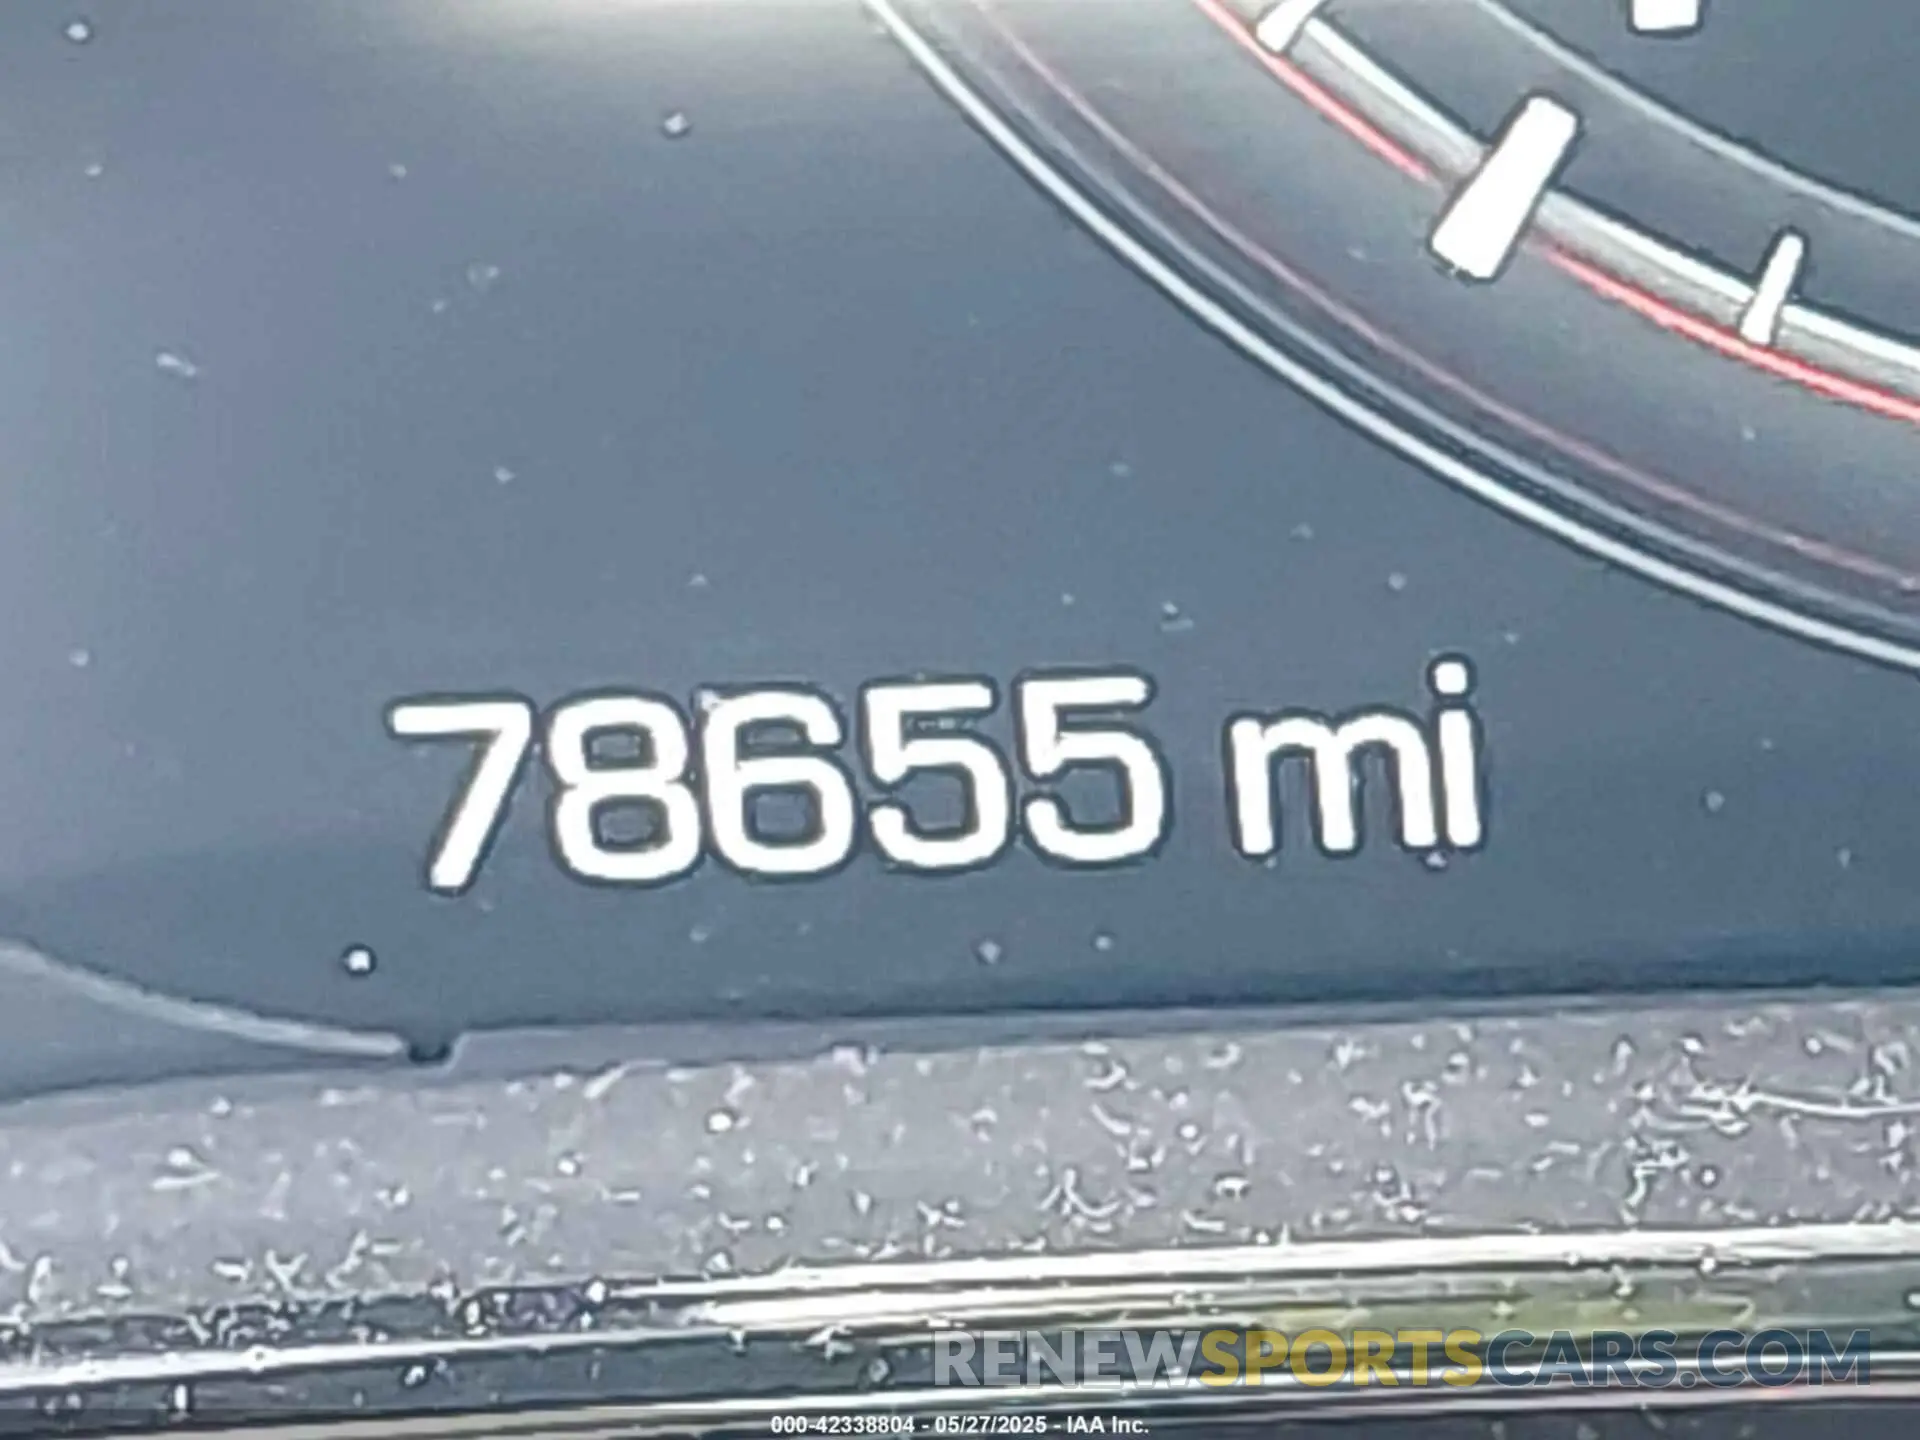 78655 mi
RENEWSPORTSCARS.COM
000-42338804 - 05/27/2025 - IAA Inc.